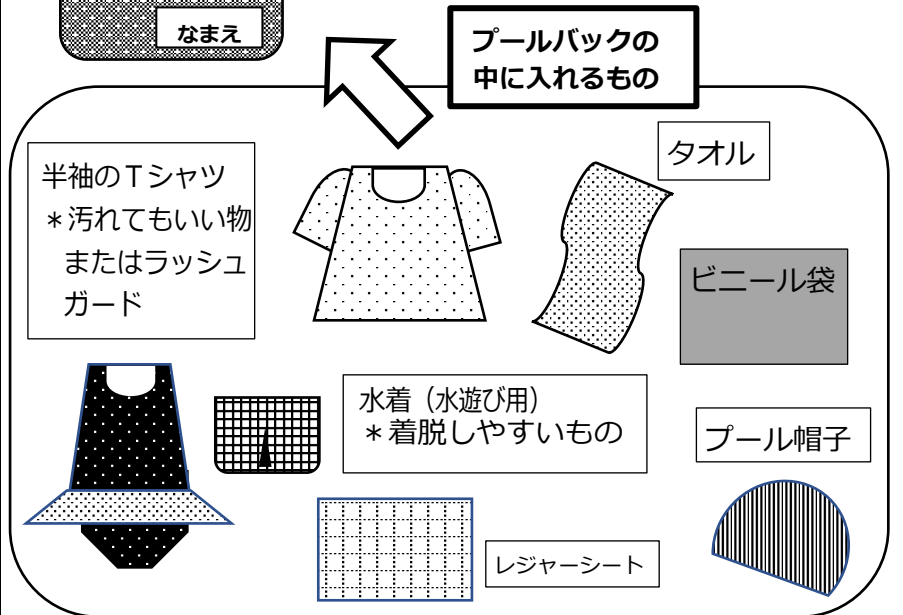 なまえ
プールバックの
中に入れるもの
半袖のTシャツ
＊汚れてもいい物
またはラッシュ
ガード
タオル
ビニール袋
水着（水遊び用）
＊着脱しやすいもの
プール帽子
レジャーシート